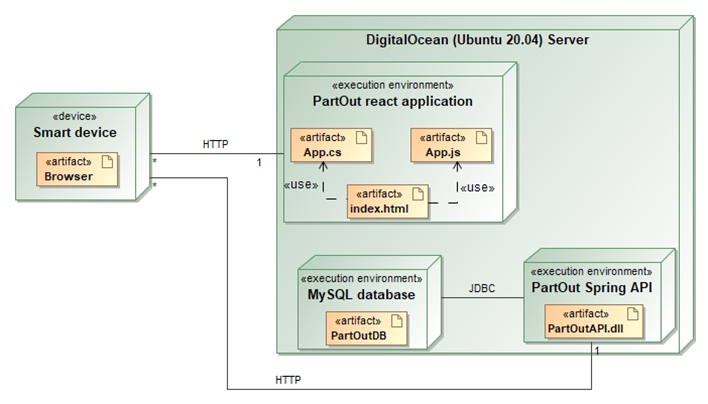 DigitalOcean (Ubuntu 20.04) Server
«execution environment»
PartOut react application
«device»
Smart device
«artifact»
Browser
HTTP
*
1
*
«artifact»
App.cs
«artifact»
App.js
«use»
«use»
«artifact»
index.html
«execution environment»
MySQL database
«artifact»
PartOutDB
JDBC
«execution environment»
PartOut Spring API
«artifact»
PartOutAPI.dll
1
HTTP